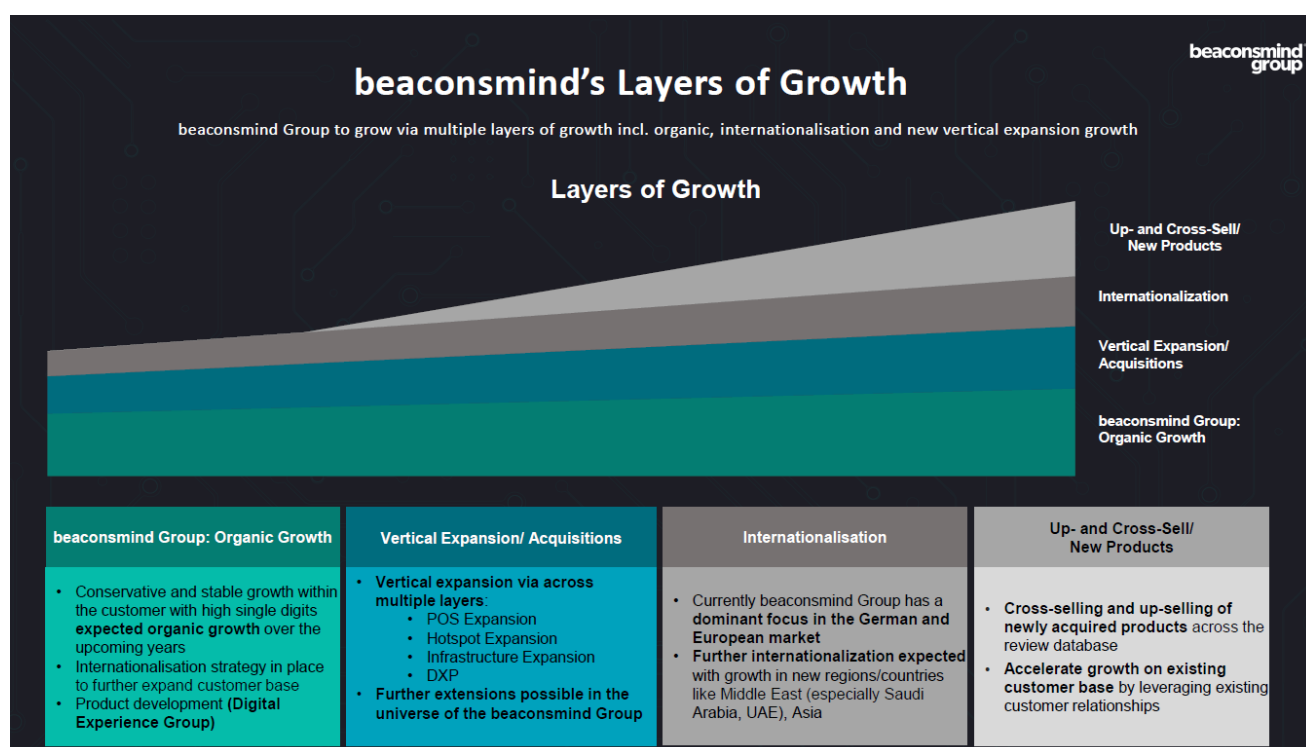 beaconsmind
group
beaconsmind’s Layers of Growth
beaconsmind Group to grow via multiple layers of growth incl. organic, internationalisation and new vertical expansion growth
Layers of Growth
Up- and Cross-Sell/
New Products
Internationalization
Vertical Expansion/
Acquisitions
beaconsmind Group:
Organic Growth
beaconsmind Group: Organic Growth
• Conservative and stable growth within
the customer with high single digits
expected organic growth over the
upcoming years
• Internationalisation strategy in place
to further expand customer base
• Product development (Digital
Experience Group)
Vertical Expansion/ Acquisitions
• Vertical expansion via across
multiple layers:
• POS Expansion
• Hotspot Expansion
• Infrastructure Expansion
• DXP
• Further extensions possible in the
universe of the beaconsmind Group
Internationalisation
• Currently beaconsmind Group has a
dominant focus in the German and
European market
• Further internationalization expected
with growth in new regions/countries
like Middle East (especially Saudi
Arabia, UAE), Asia
Up- and Cross-Sell/
New Products
• Cross-selling and up-selling of
newly acquired products across the
review database
• Accelerate growth on existing
customer base by leveraging existing
customer relationships